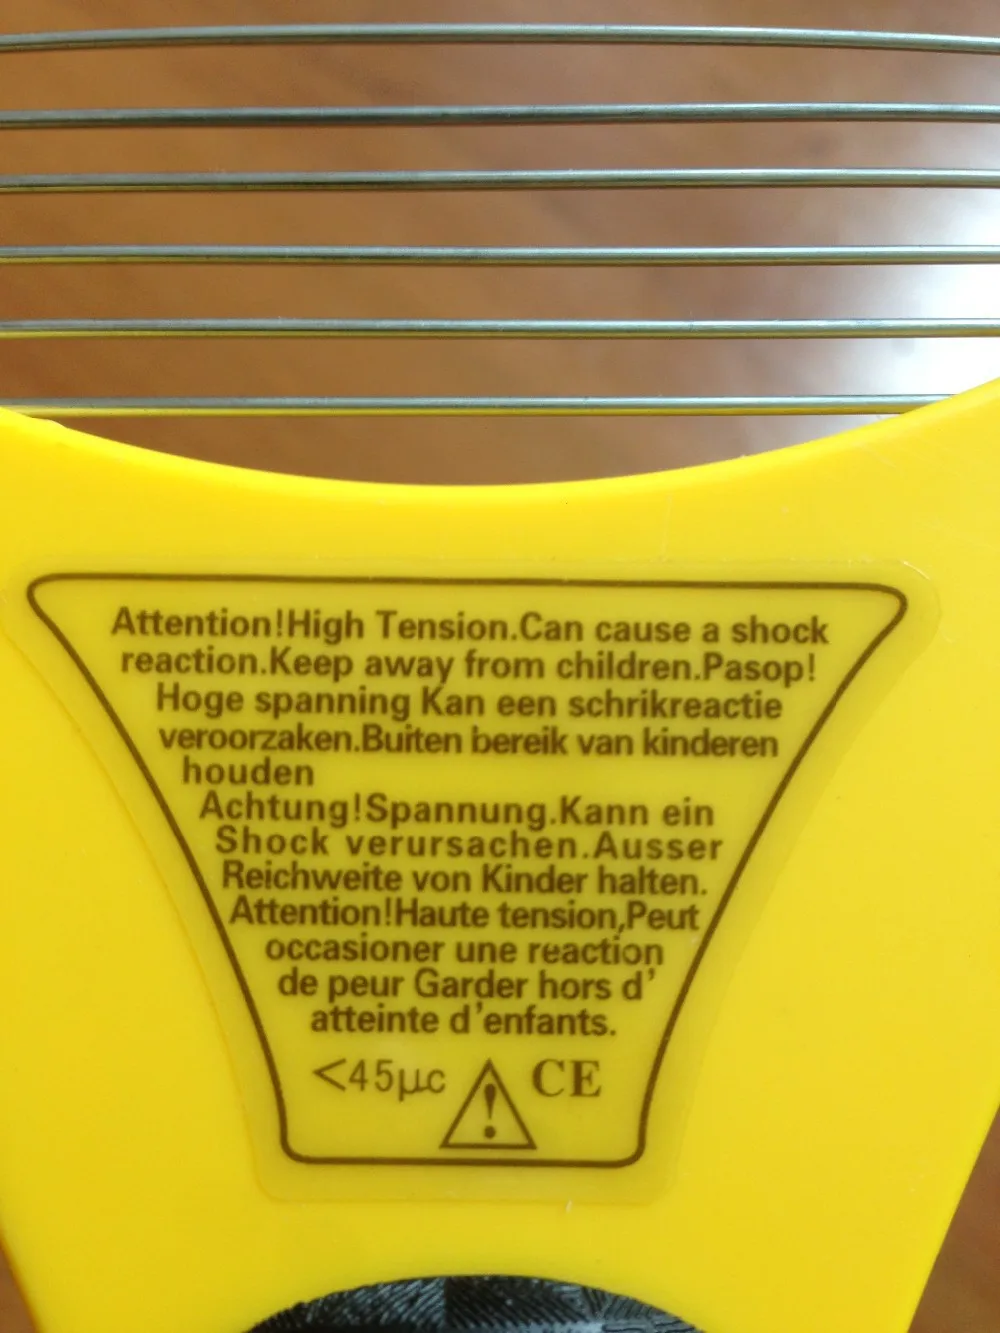 Attention!High Tension.Can cause a shock
reaction.Keep away from children.Pasop!
Hoge spanning Kan een schrikreactie
veroorzaken.Buiten bereik van kinderen
houden
Achtung!Spannung.Kann ein
Shock verursachen.Ausser
Reichweite von Kinder halten.
Attention!Haute tension,Peut
occasioner une reaction
de peur Garder hors d'
atteinte d'enfants.
<45μc ! CE